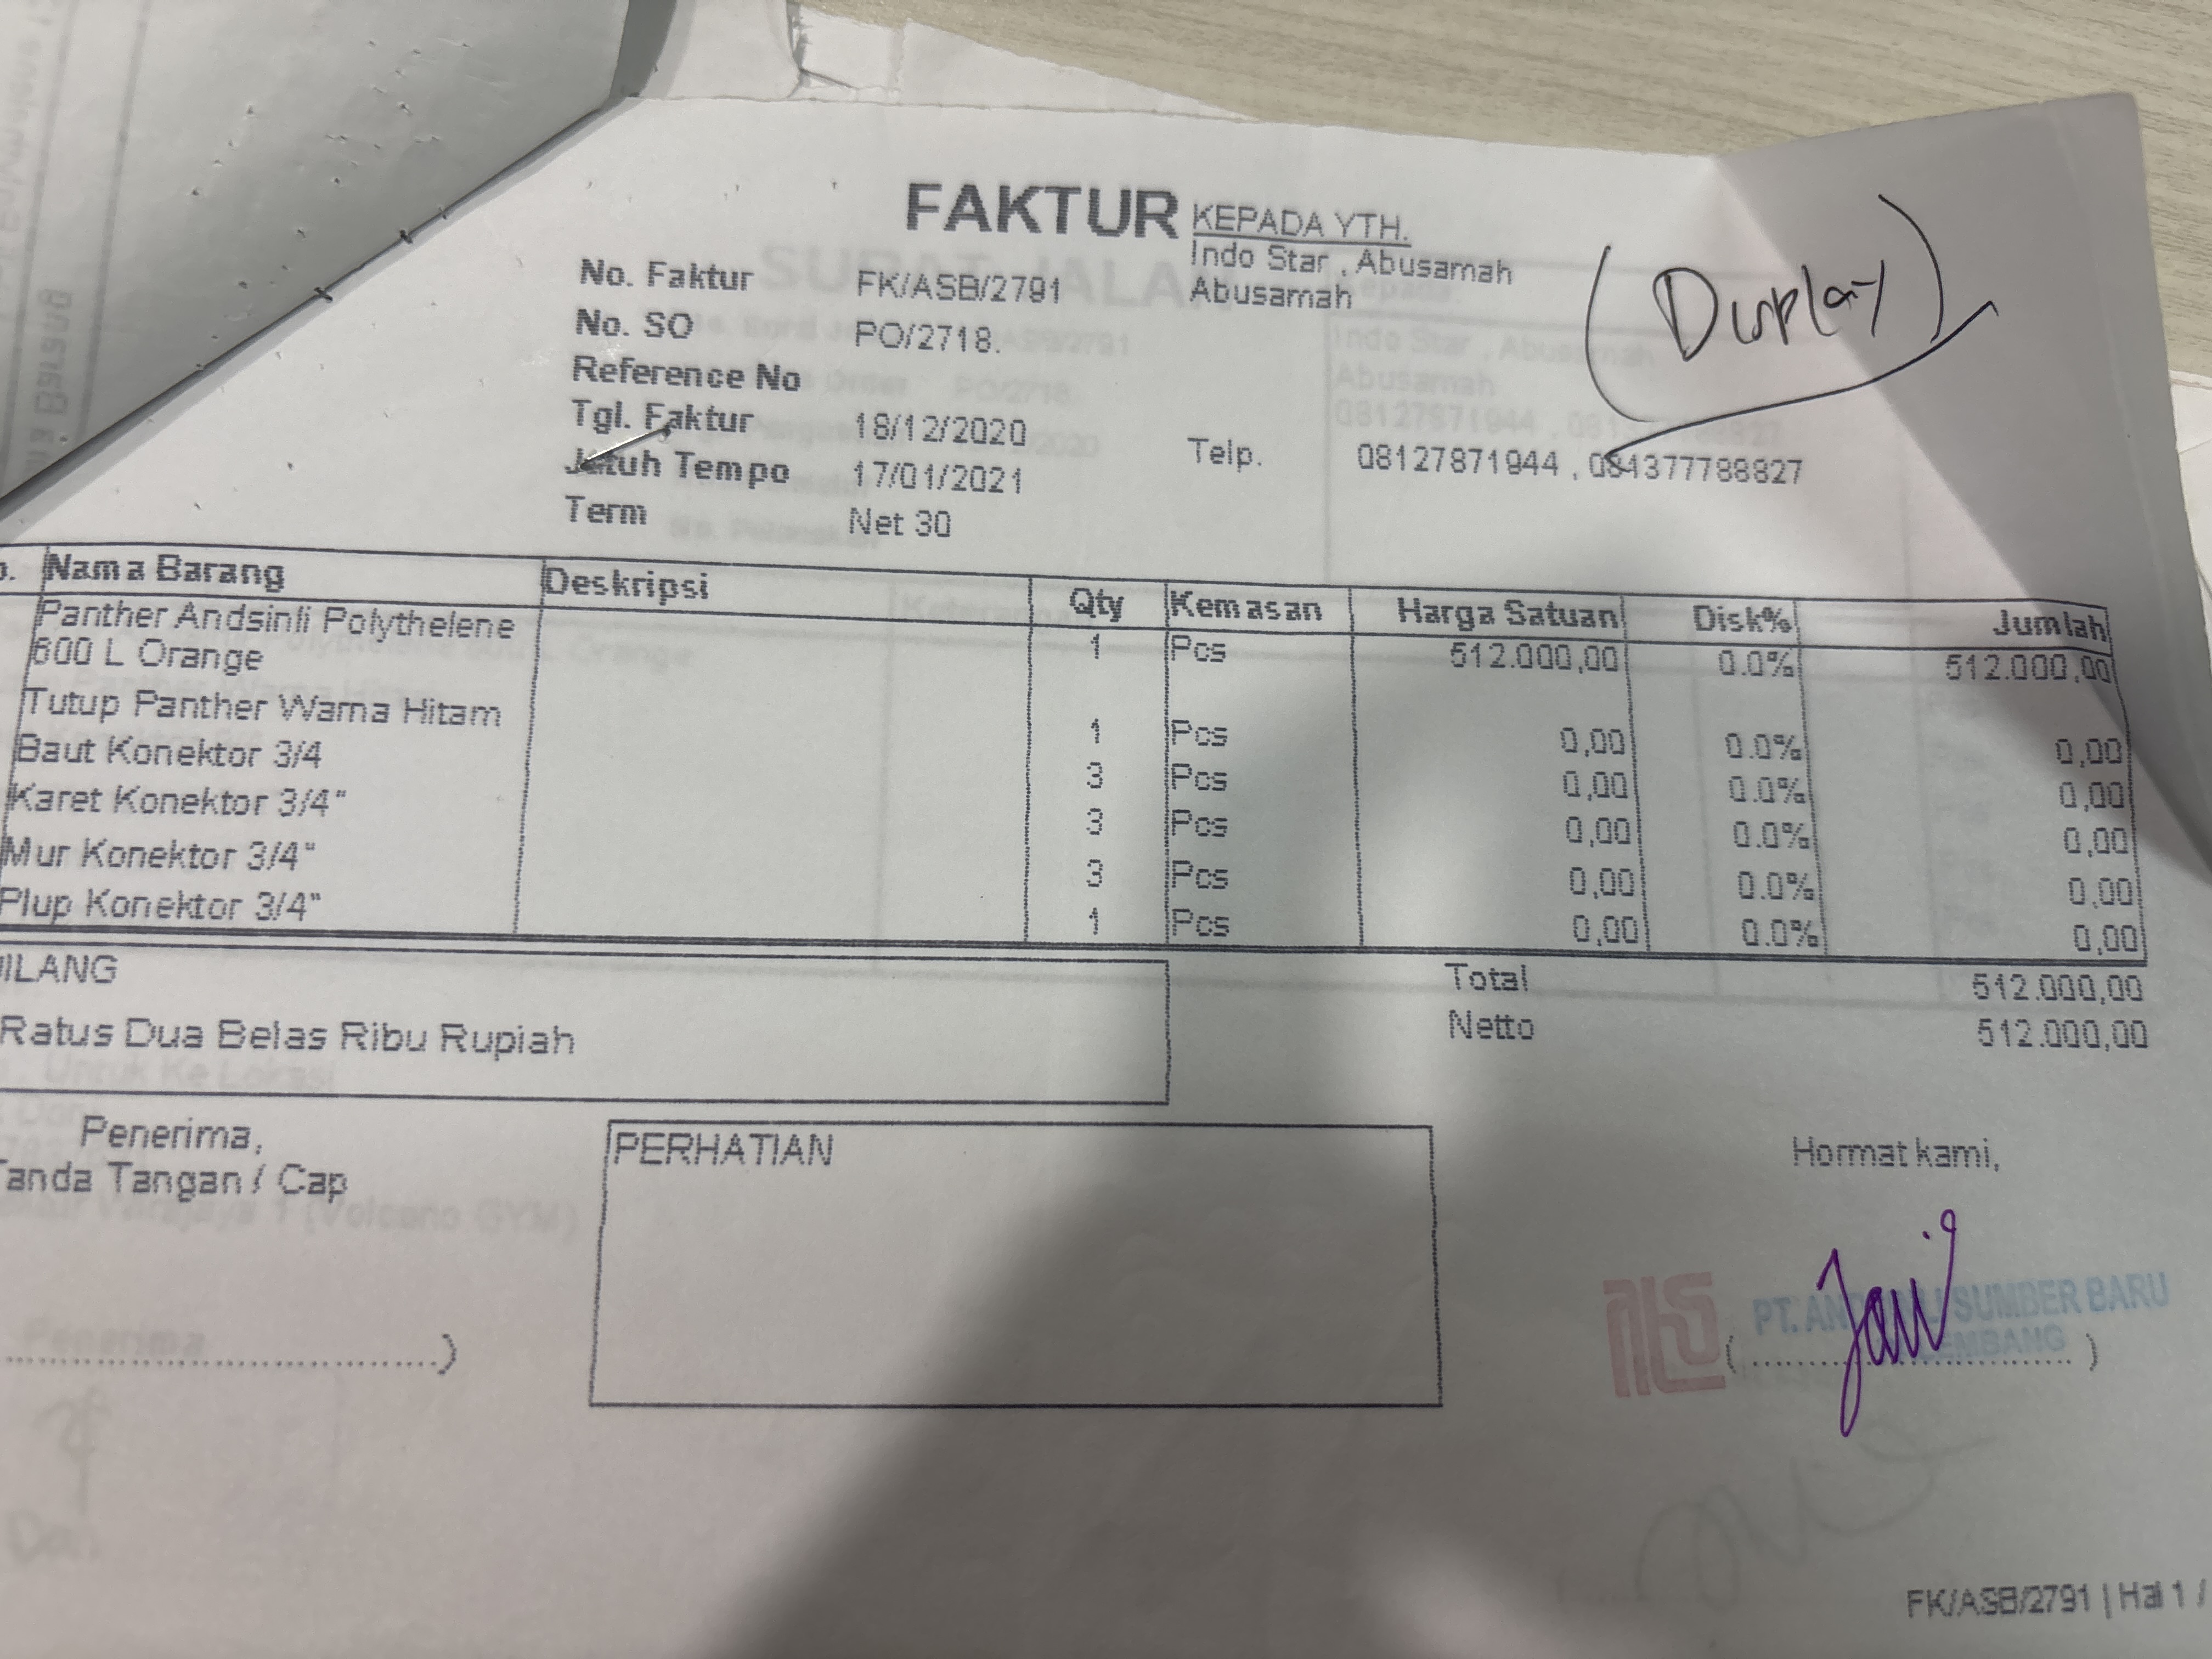 FAKTUR
KEPADA YTH.
Indo Star , Abusamah
Abusamah
(Display)
No. Faktur FK/ASB/2791
No. SO PO/2718.
Reference No
Tgl. Faktur 18/12/2020
Jatuh Tempo 17/01/2021
Term Net 30
Telp. 08127871944 , 081377788827
Nama Barang Deskripsi Qty Kemasan Harga Satuan Disk% Jumlah
Panther Andsinli Polythelene
600 L Orange 1 Pcs 512.000,00 0.0% 512.000,00
Tutup Panther Warna Hitam 1 Pcs 0,00 0.0% 0,00
Baut Konektor 3/4 3 Pcs 0,00 0.0% 0,00
Karet Konektor 3/4" 3 Pcs 0,00 0.0% 0,00
Mur Konektor 3/4" 3 Pcs 0,00 0.0% 0,00
Plup Konektor 3/4" 1 Pcs 0,00 0.0% 0,00
ILANG
Ratus Dua Belas Ribu Rupiah
Total 512.000,00
Netto 512.000,00
Penerima,
Tanda Tangan / Cap
PERHATIAN
Hormat kami,
PT. SUMBER BARU
FK/ASB/2791 | Hal 1 /